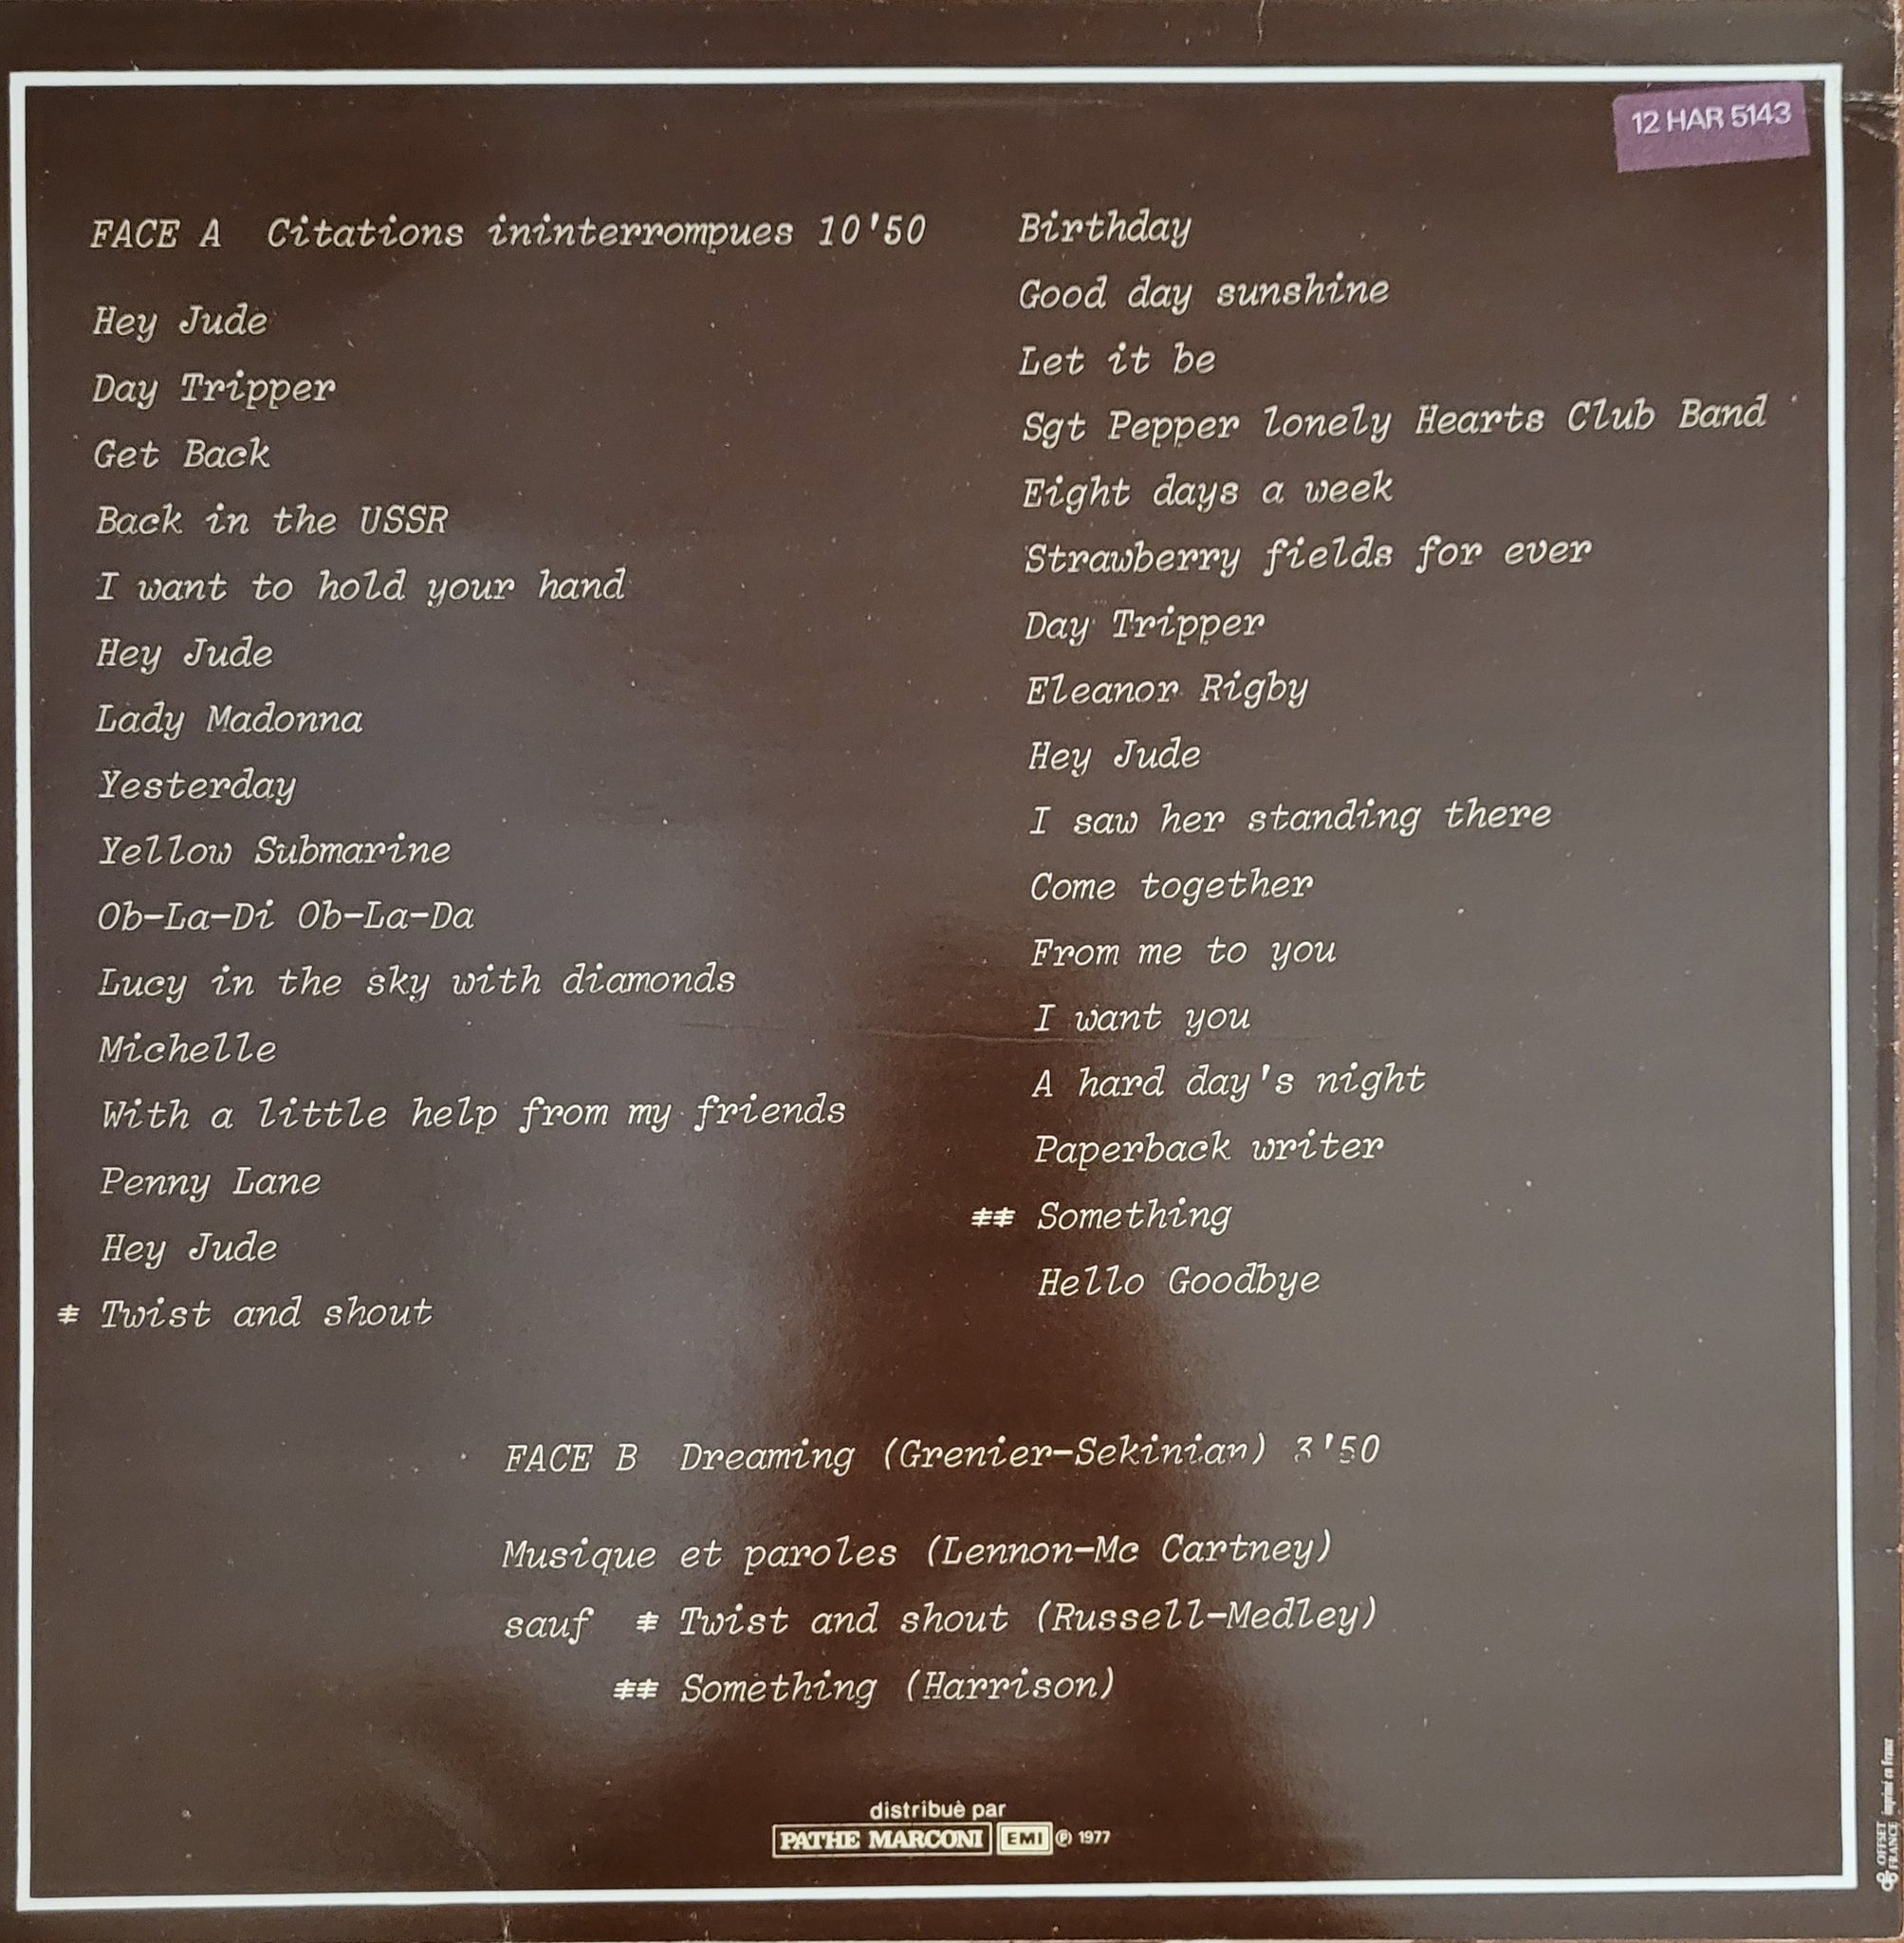 12 HAR 5143
FACE A Citations ininterrompues 10'50
Hey Jude
Day Tripper
Get Back
Back in the USSR
I want to hold your hand
Hey Jude
Lady Madonna
Yesterday
Yellow Submarine
Ob-La-Di Ob-La-Da
Lucy in the sky with diamonds
Michelle
With a little help from my friends
Penny Lane
Hey Jude
* Twist and shout
Birthday
Good day sunshine
Let it be
Sgt Pepper lonely Hearts Club Band
Eight days a week
Strawberry fields for ever
Day Tripper
Eleanor Rigby
Hey Jude
I saw her standing there
Come together
From me to you
I want you
A hard day's night
Paperback writer
** Something
Hello Goodbye
FACE B Dreaming (Grenier-Sekinian) 3'50
Musique et paroles (Lennon-Mc Cartney)
sauf * Twist and shout (Russell-Medley)
** Something (Harrison)
distribuè par
PATHE MARCONI EMI ℗ 1977
OFFSET FRANCE imprimé en france